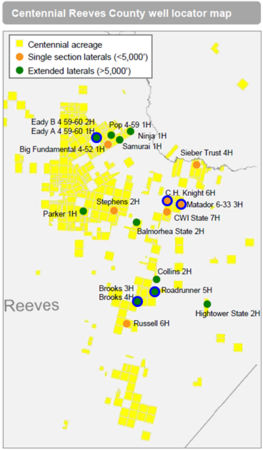 Centennial Reeves County well locator map
Centennial acreage
Single section laterals (<5,000')
Extended laterals (>5,000')
Eady B 4 59-60 2H
Pop 4-59 1H
Eady A 4 59-60 1H
Ninja 1H
Big Fundamental 4-52 1H
Samurai 1H
Sieber Trust 4H
C.H. Knight 6H
Stephens 2H
Matador 6-33 3H
Parker 1H
CWI State 7H
Balmorhea State 2H
Collins 2H
Brooks 3H
Roadrunner 5H
Brooks 4H
Reeves
Hightower State 2H
Russell 6H